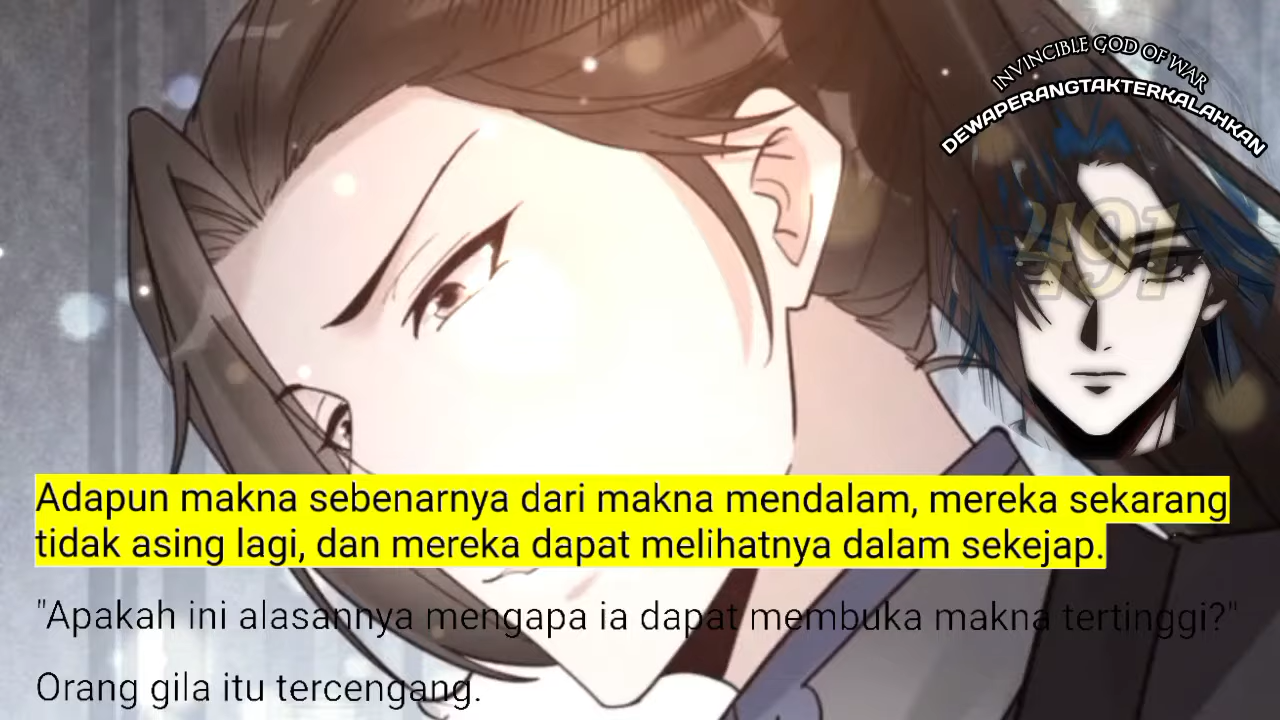 INVINCIBLE GOD OF WAR
DEWAPERANGTAKTERKALAHKAN
491
Adapun makna sebenarnya dari makna mendalam, mereka sekarang
tidak asing lagi, dan mereka dapat melihatnya dalam sekejap.
"Apakah ini alasannya mengapa ia dapat membuka makna tertinggi?"
Orang gila itu tercengang.